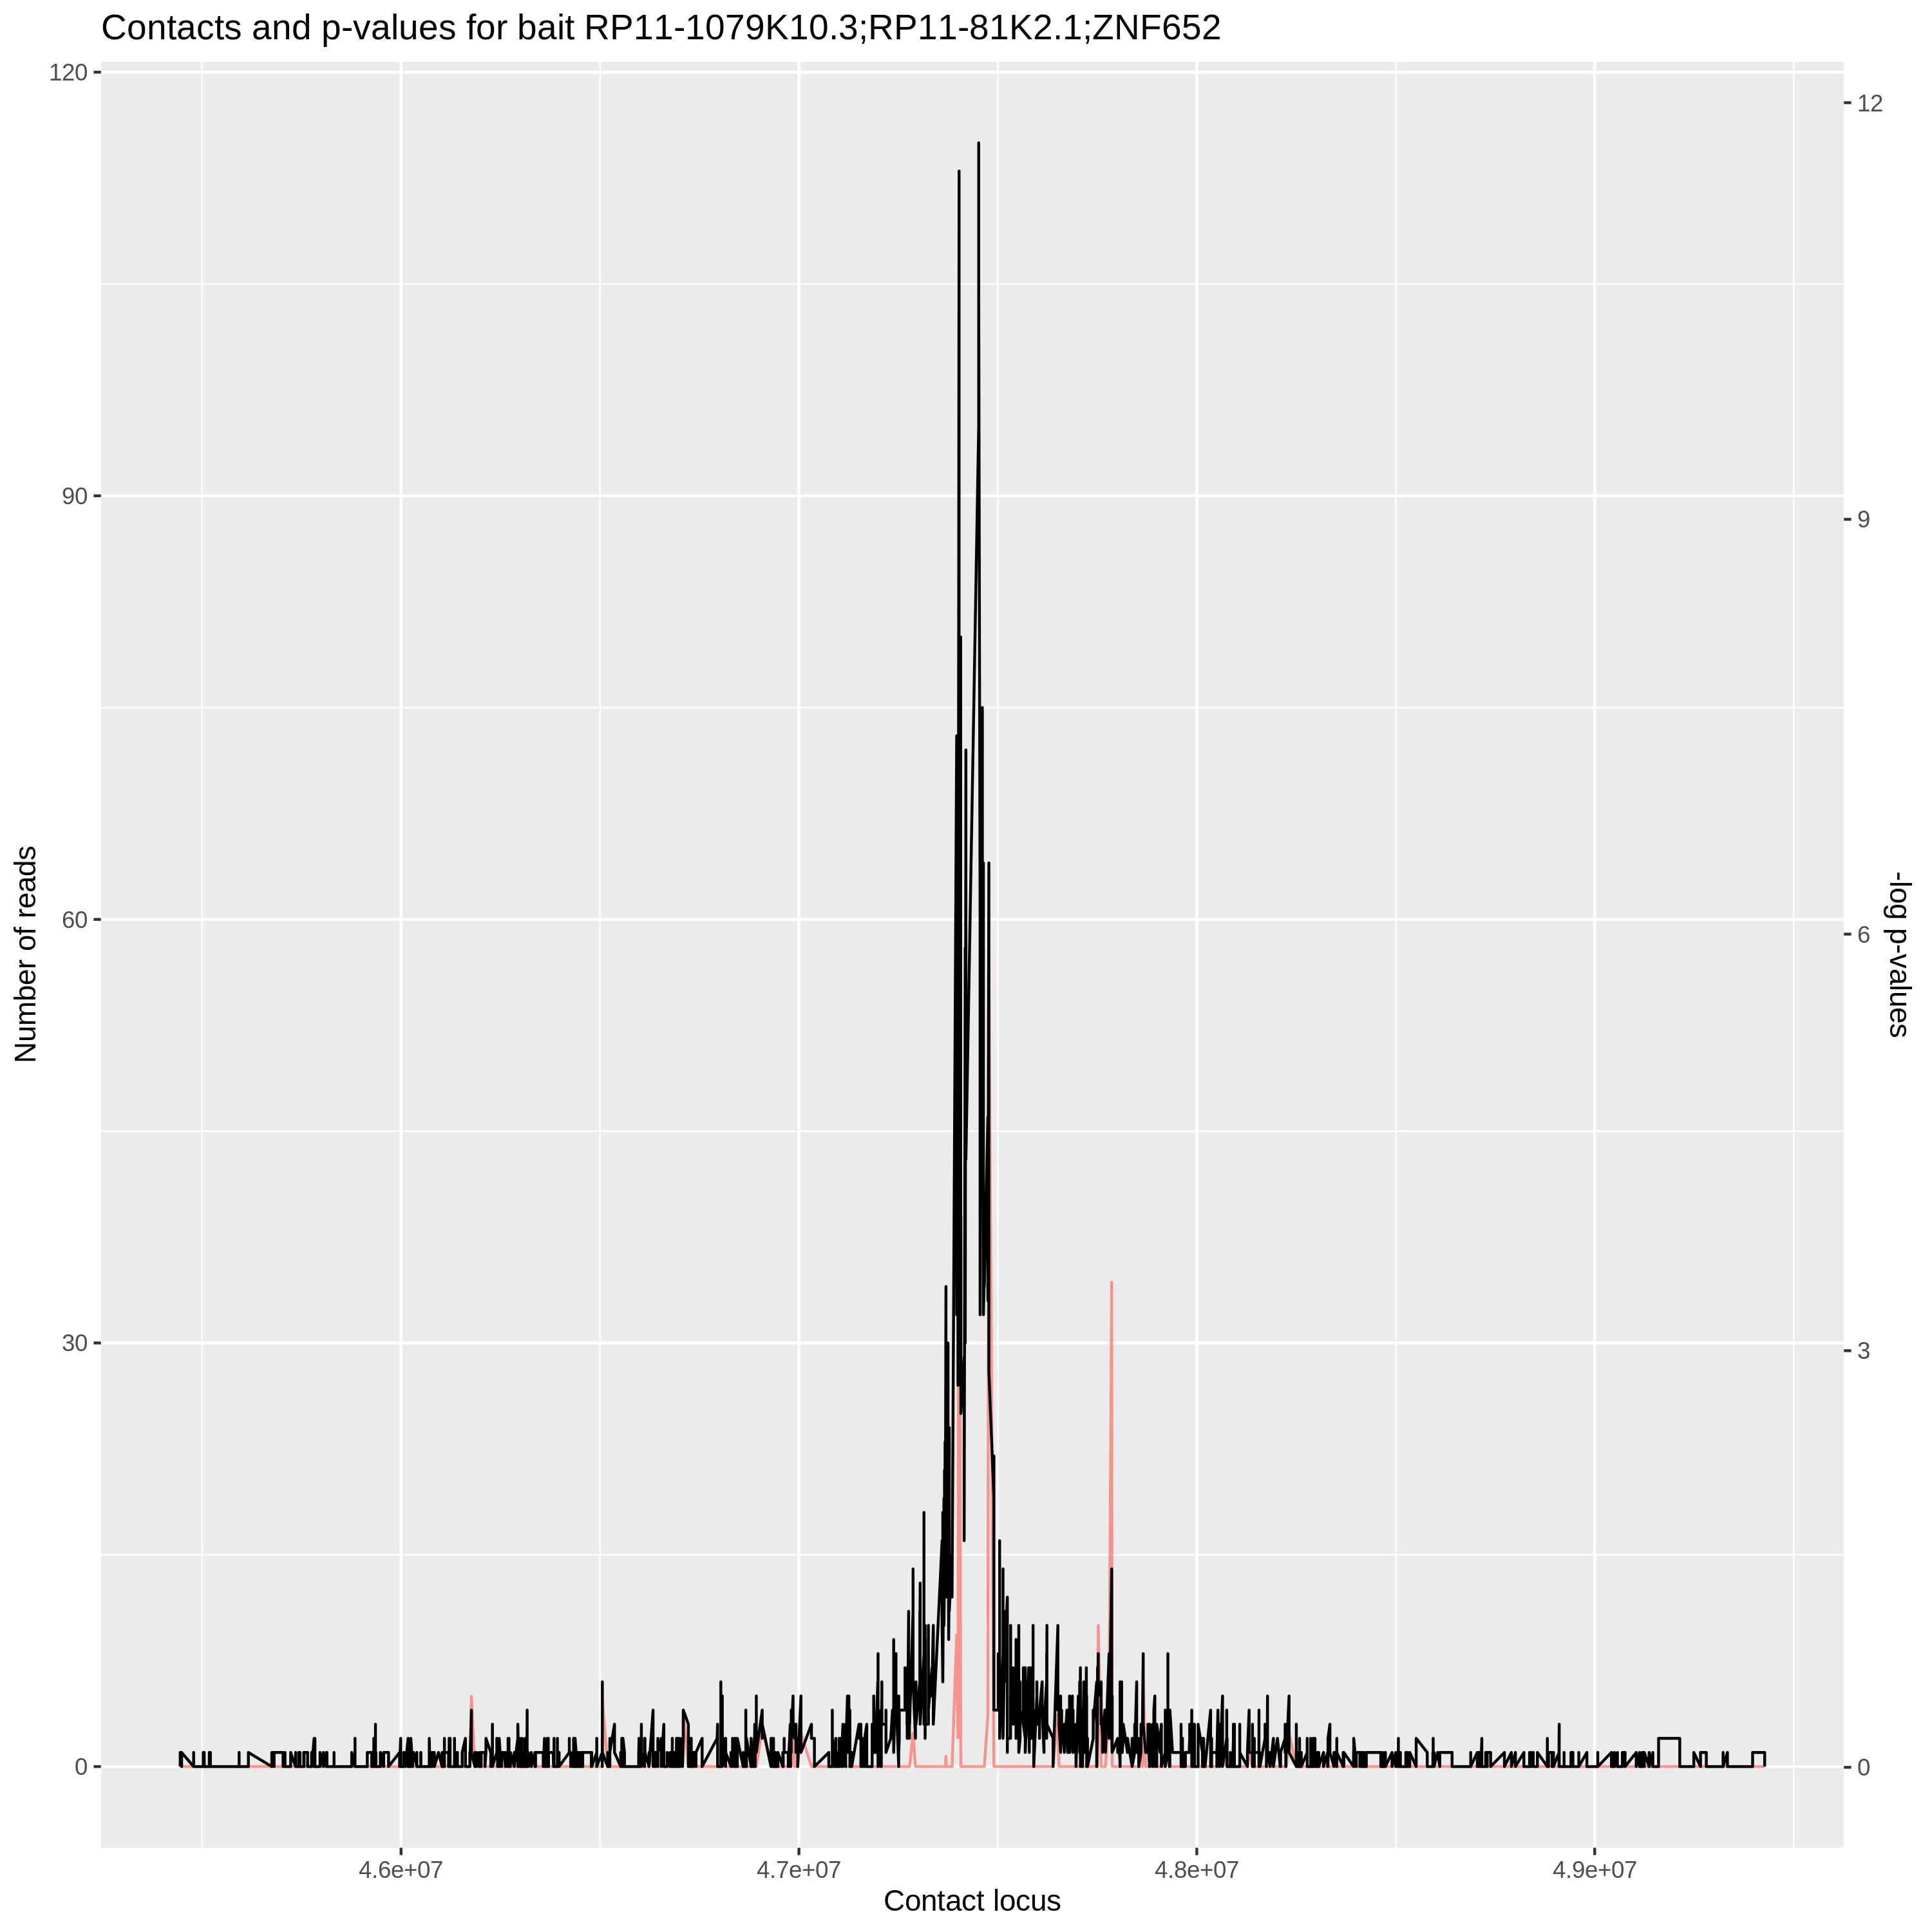 Contacts and p-values for bait RP11-1079K10.3;RP11-81K2.1;ZNF652
120
90
60
30
0
Number of reads
12
9
6
3
0
-log p-values
4.6e+07
4.7e+07
4.8e+07
4.9e+07
Contact locus